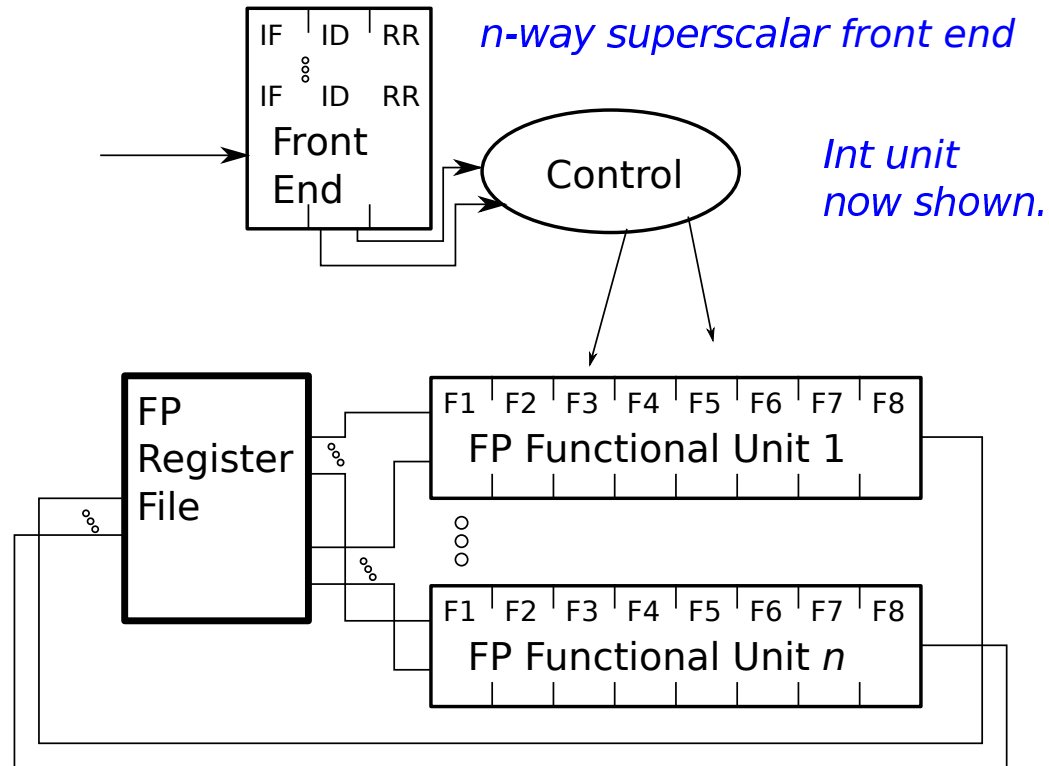 IF ID RR
n-way superscalar front end
IF ID RR
Front
End
Control
Int unit
now shown.
FP
Register
File
F1 F2 F3 F4 F5 F6 F7 F8
FP Functional Unit 1
F1 F2 F3 F4 F5 F6 F7 F8
FP Functional Unit n